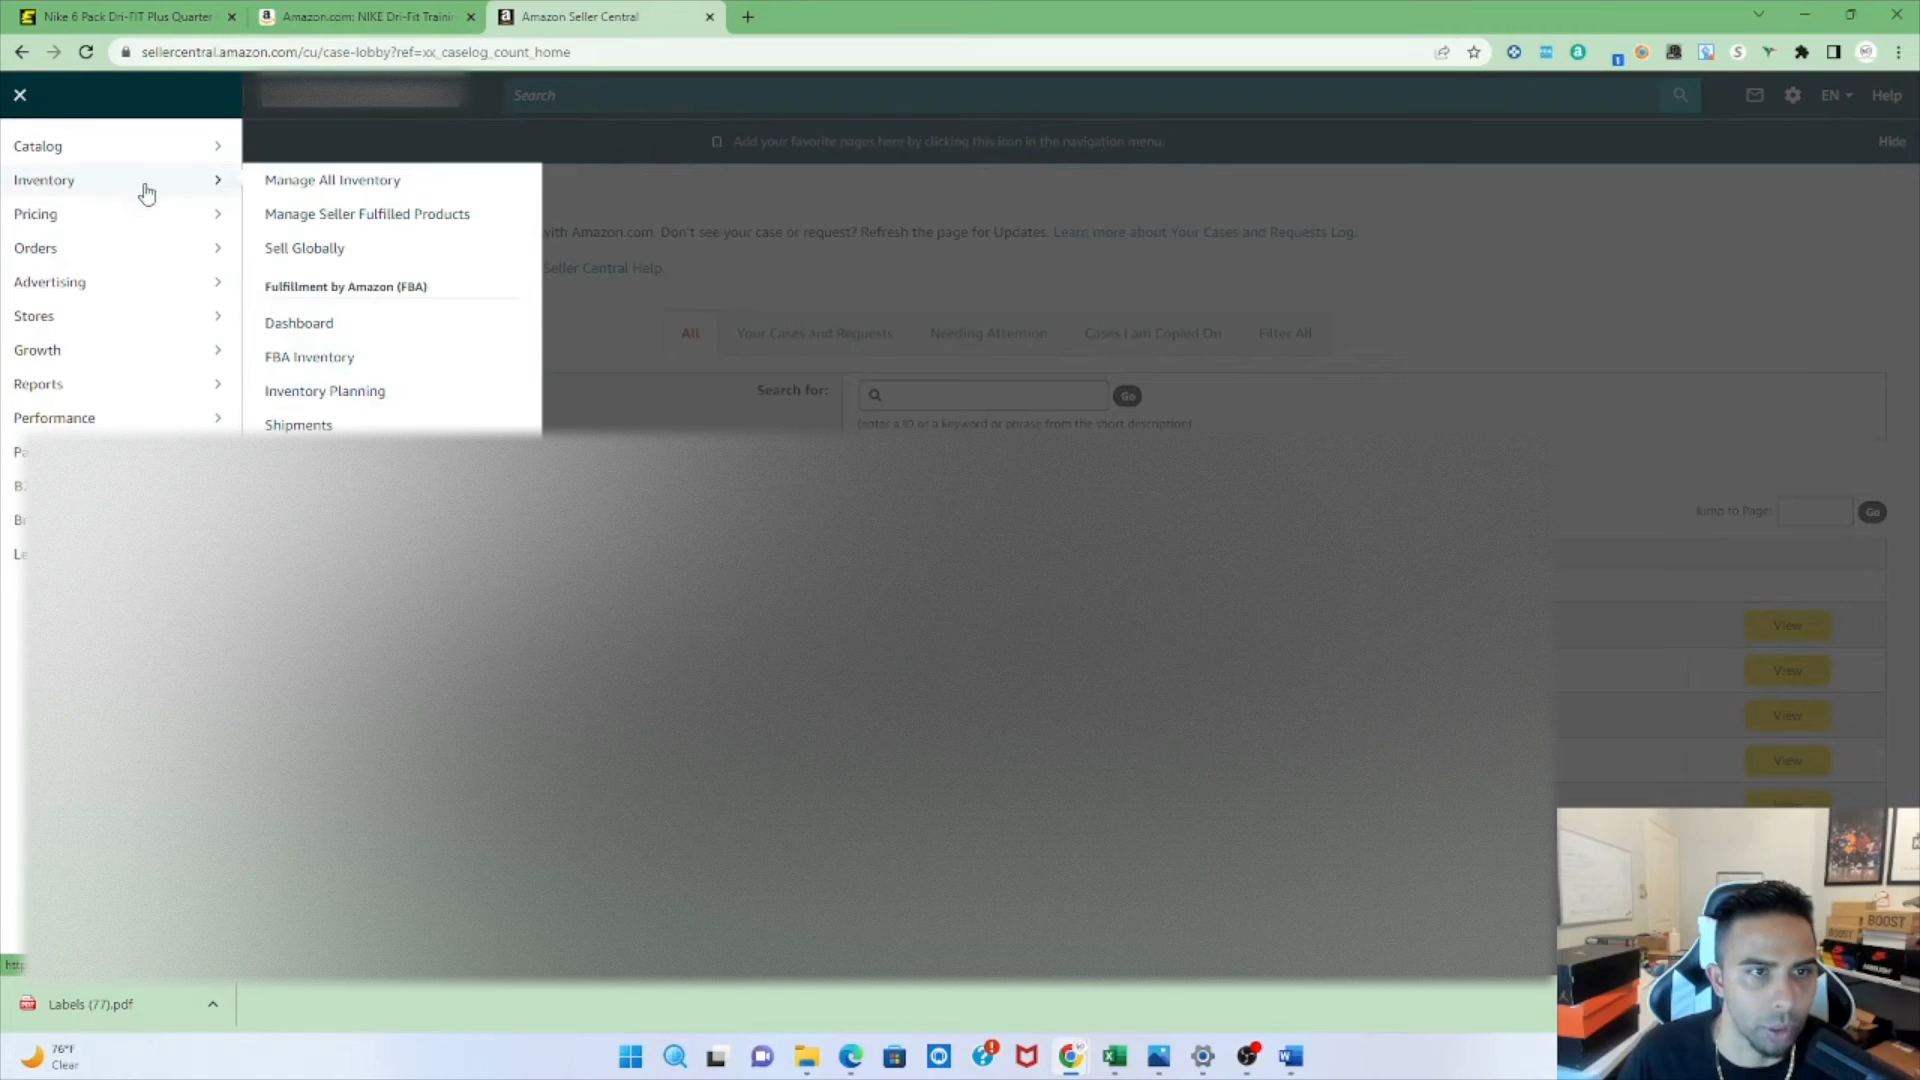 Nike 6 Pack Dri-FIT Plus Quarter
Amazon.com: NIKE Dri-Fit Trainin
Amazon Seller Central
sellercentral.amazon.com/cu/case-lobby?ref=xx_caselog_count_home
Search
EN
Help
Add your favorite pages here by clicking this icon in the navigation menu.
Hide
Catalog
Inventory
Pricing
Orders
Advertising
Stores
Growth
Reports
Performance
Pa
B2
Br
Le
Manage All Inventory
Manage Seller Fulfilled Products
Sell Globally
Fulfillment by Amazon (FBA)
Dashboard
FBA Inventory
Inventory Planning
Shipments
with Amazon.com. Don't see your case or request? Refresh the page for Updates. Learn more about Your Cases and Requests Log.
Seller Central Help.
All
Your Cases and Requests
Needing Attention
Cases I am Copied On
Filter All
Search for:
Go
(enter a ID or a keyword or phrase from the short description)
Jump to Page:
Go
View
View
View
View
http
Labels (77).pdf
76°F
Clear
BOOST
BOOST